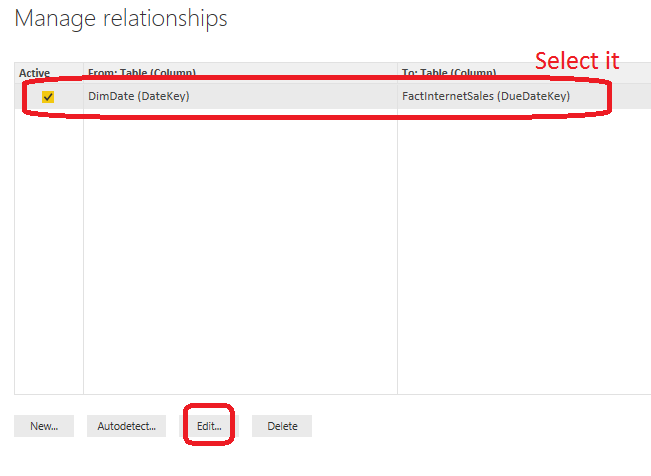 Manage relationships
Select it
Active From: Table (Column) To: Table (Column)
DimDate (DateKey) FactInternetSales (DueDateKey)
New... Autodetect... Edit... Delete